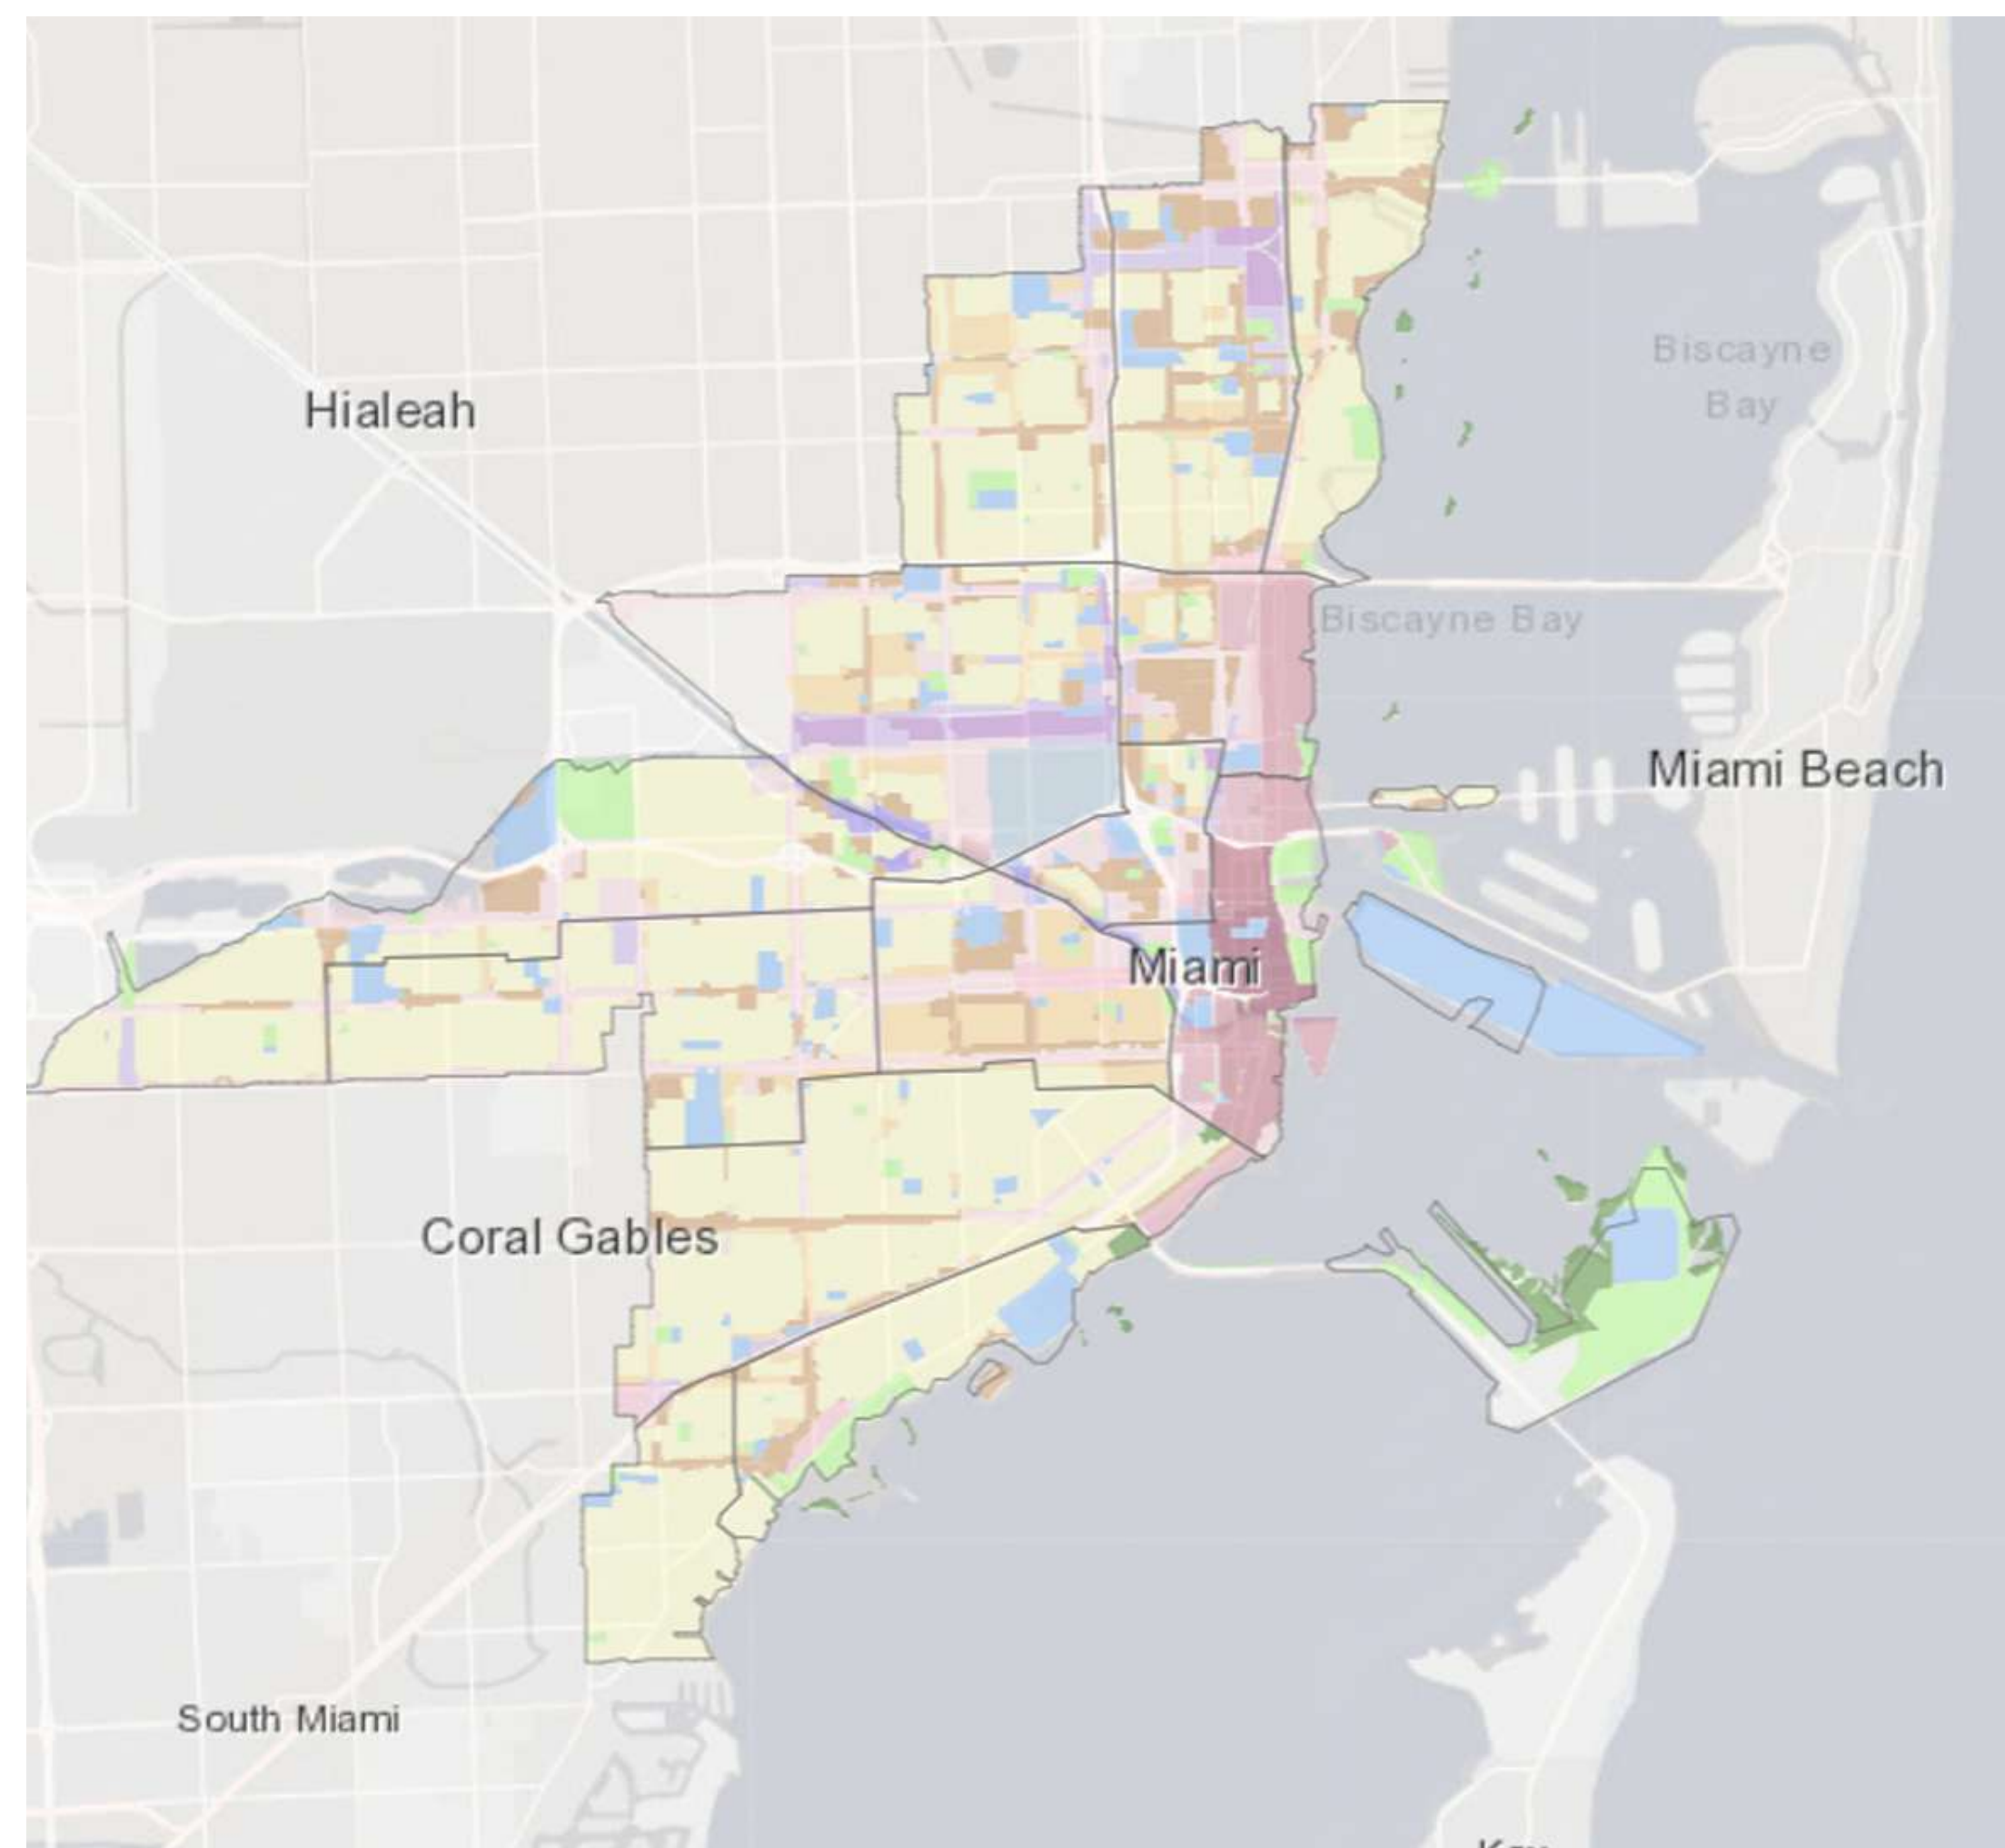 Biscayne
Bay
Hialeah
Biscayne Bay
Miami Beach
Miami
Coral Gables
South Miami